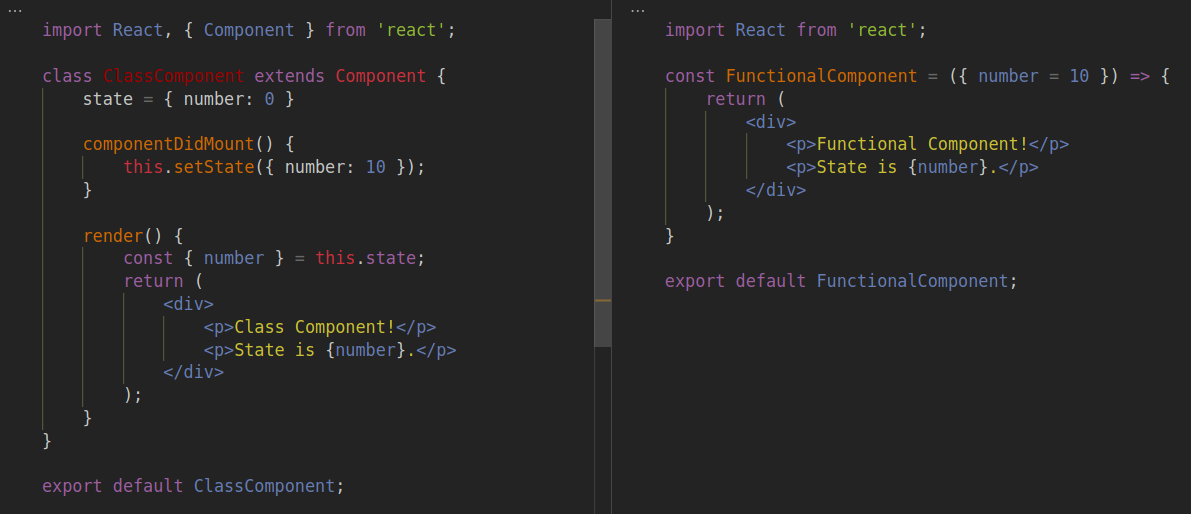 ...
import React, { Component } from 'react';
class ClassComponent extends Component {
state = { number: 0 }
componentDidMount() {
this.setState({ number: 10 });
}
render() {
const { number } = this.state;
return (
<div>
<p>Class Component!</p>
<p>State is {number}.</p>
</div>
);
}
}
export default ClassComponent;
...
import React from 'react';
const FunctionalComponent = ({ number = 10 }) => {
return (
<div>
<p>Functional Component!</p>
<p>State is {number}.</p>
</div>
);
}
export default FunctionalComponent;